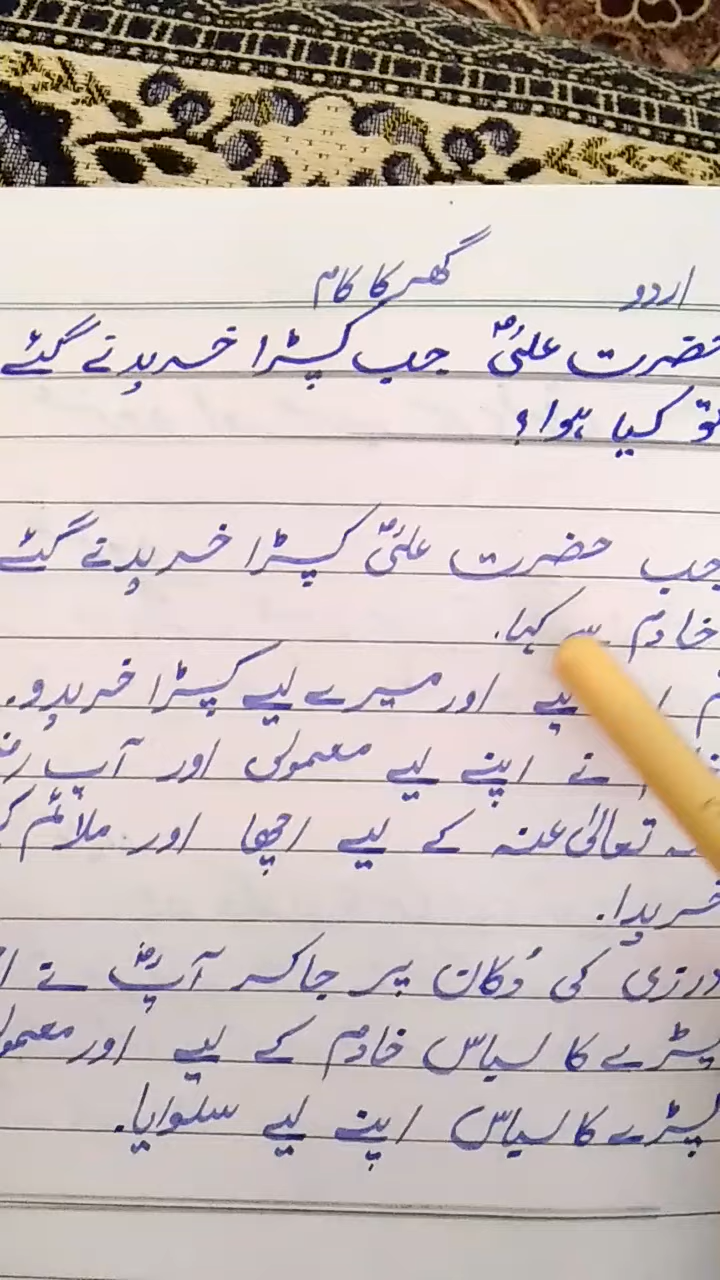 اردو گھر کا کام
حضرت علیؓ جب کپڑا خریدنے گئے
تو کیا ہوا؟
جب حضرت علیؓ کپڑا خریدنے گئے
خادم سے کہا۔
اور میرے لیے کپڑا خریدو۔
نے اپنے لیے معمولی اور آپ
تعالیٰ عنہ کے لیے اچھا اور ملائم
خریدا۔
درزی کی دُکان پر جاکر آپؓ نے
کپڑے کا لباس خادم کے لیے اور
کپڑے کا لباس اپنے لیے سلوایا۔